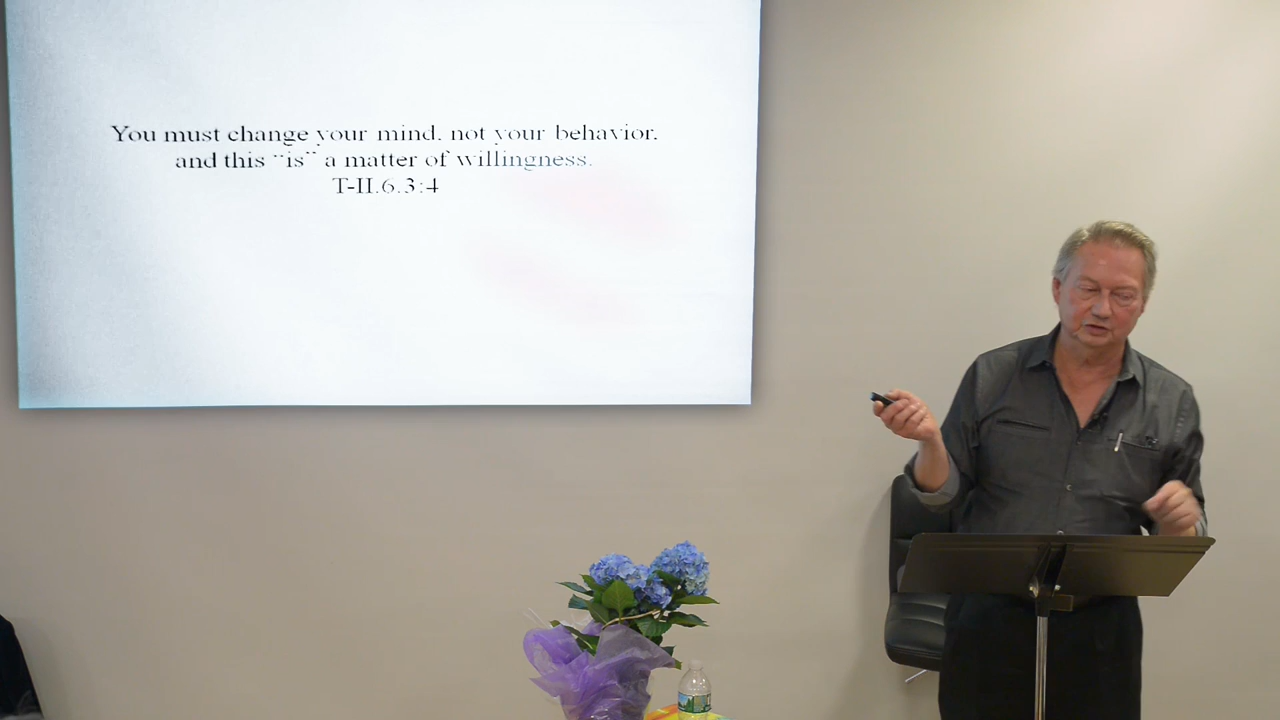 You must change your mind, not your behavior,
and this "is" a matter of willingness.
T-II.6.3:4